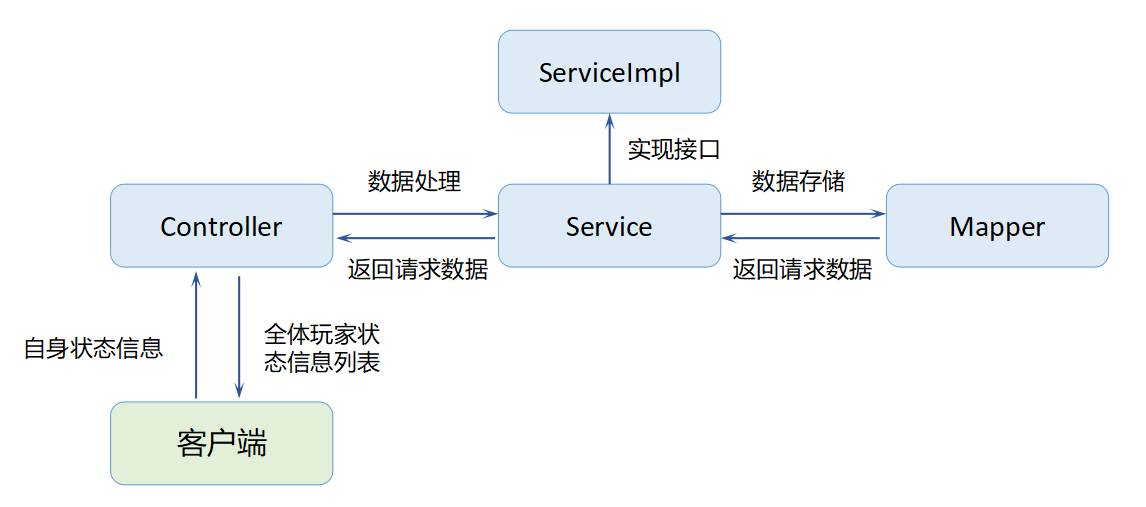 ServiceImpl
实现接口
数据处理
数据存储
Controller
Service
Mapper
返回请求数据
返回请求数据
自身状态信息
全体玩家状
态信息列表
客户端